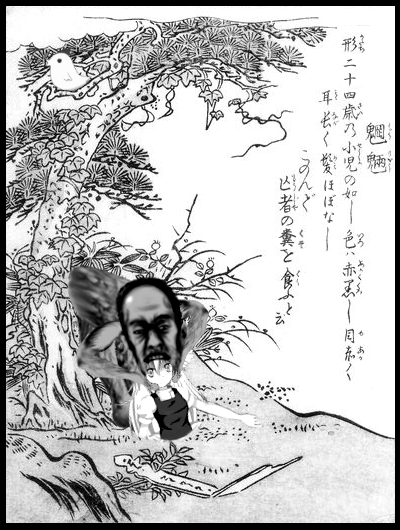 魍魎
形二十四歳乃小児の如し色ハ赤黒し目赤く
耳長く髪ほぼなし
このんで
亾者の糞を食ふと云